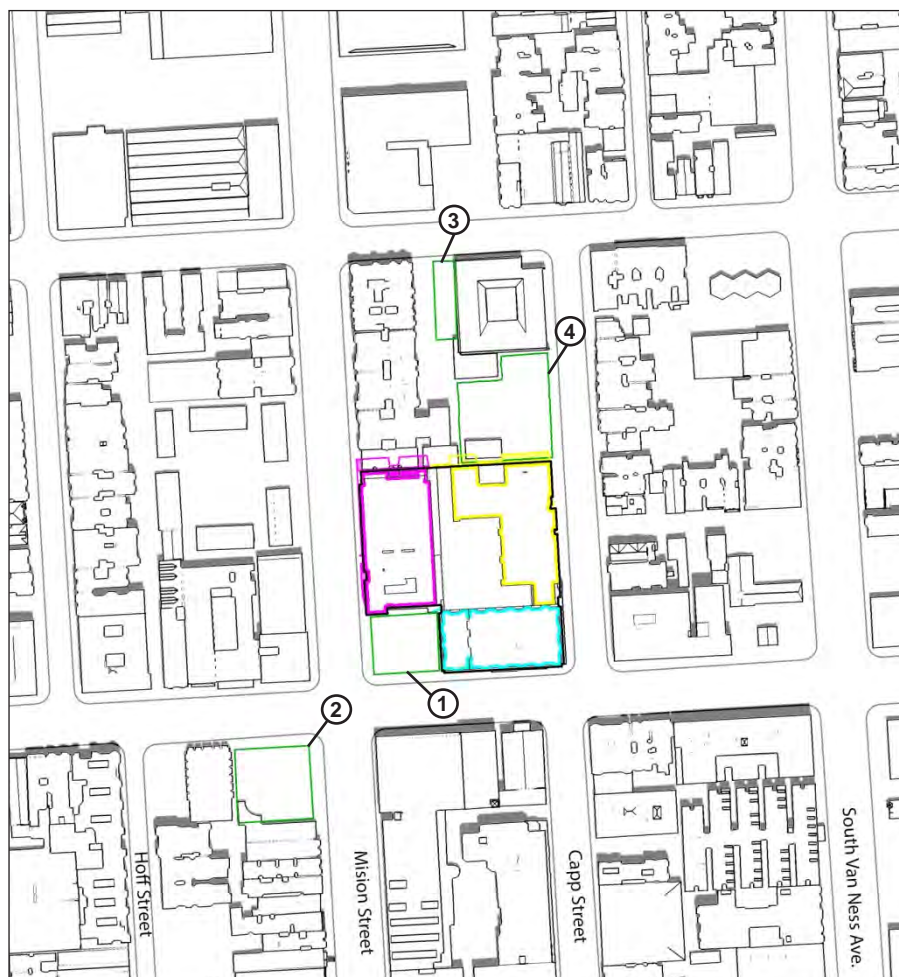 3
4
1
2
Hoff Street
Mision Street
Capp Street
South Van Ness Ave.